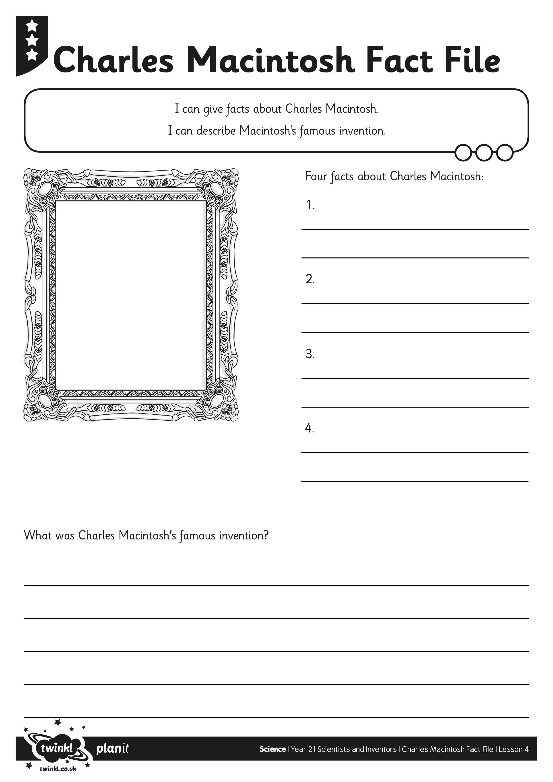 Charles Macintosh Fact File
I can give facts about Charles Macintosh.
I can describe Macintosh's famous invention.
Four facts about Charles Macintosh:
1.
2.
3.
4.
What was Charles Macintosh's famous invention?
twinkl planit
twinkl.co.uk
Science | Year 2 | Scientists and Inventors | Charles Macintosh Fact File | Lesson 4